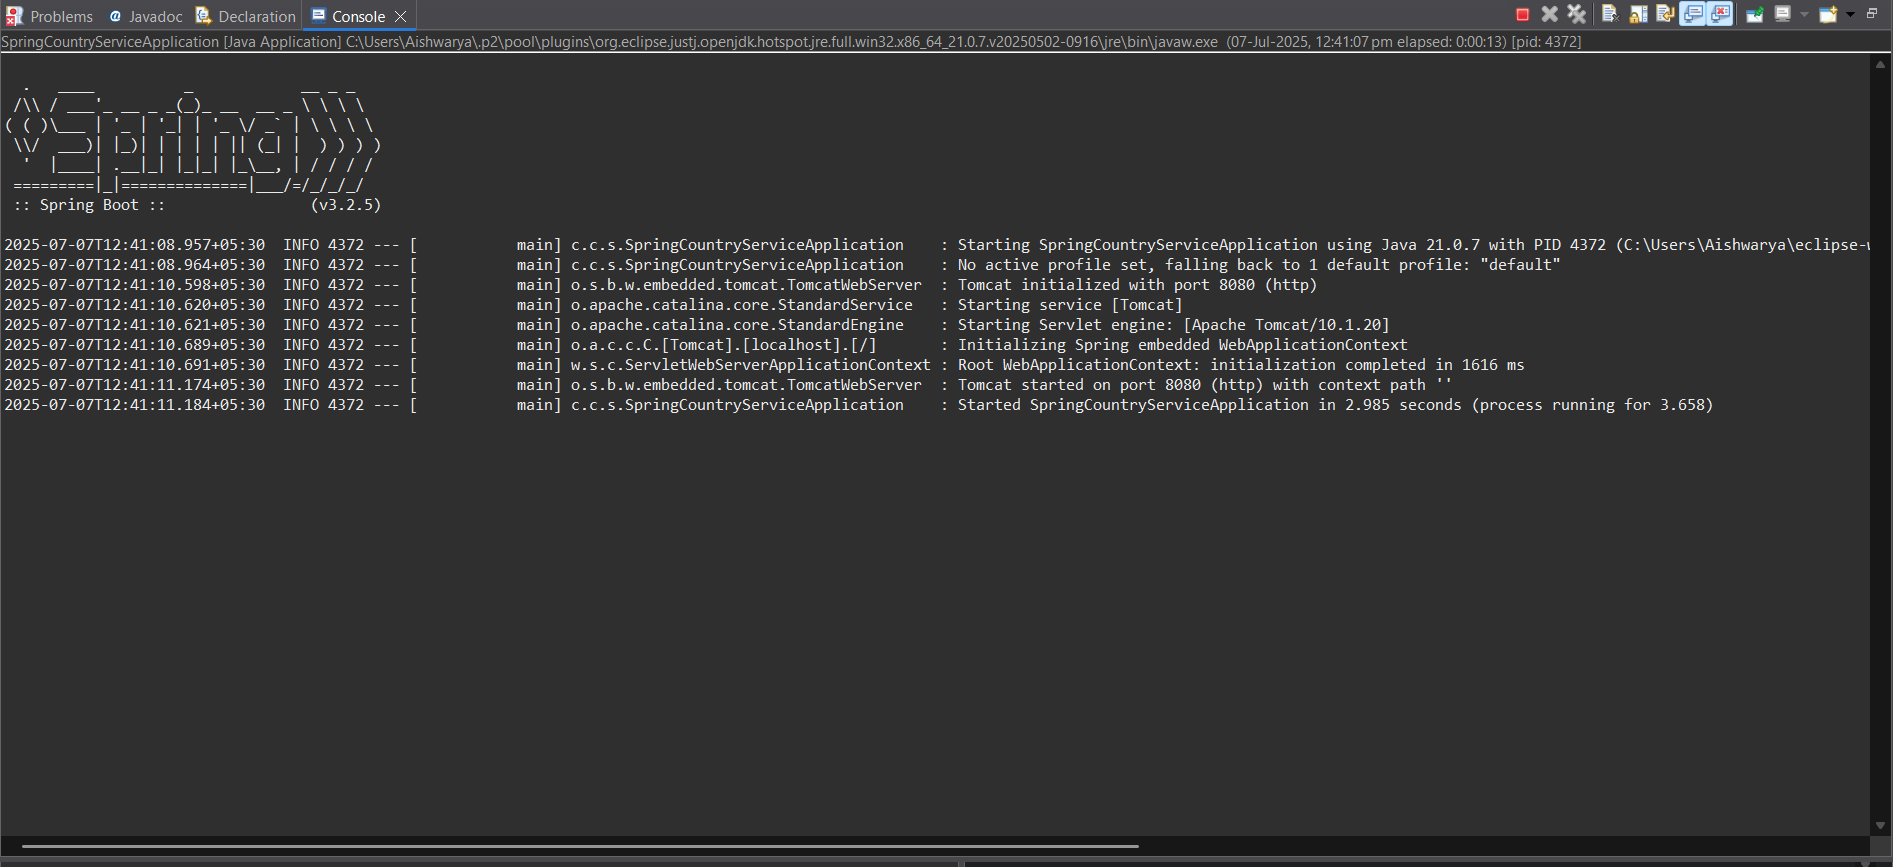 Problems @ Javadoc Declaration Console
SpringCountryServiceApplication [Java Application] C:\Users\Aishwarya\.p2\pool\plugins\org.eclipse.justj.openjdk.hotspot.jre.full.win32.x86_64_21.0.7.v20250502-0916\jre\bin\javaw.exe (07-Jul-2025, 12:41:07 pm elapsed: 0:00:13) [pid: 4372]
  .   ____          _            __ _ _
 /\\ / ___'_ __ _ _(_)_ __  __ _ \ \ \ \
( ( )\___ | '_ | '_| | '_ \/ _` | \ \ \ \
 \\/  ___)| |_)| | | | | || (_| |  ) ) ) )
  '  |____| .__|_| |_|_| |_\__, | / / / /
 =========|_|==============|___/=/_/_/_/
 :: Spring Boot ::                (v3.2.5)
2025-07-07T12:41:08.957+05:30  INFO 4372 --- [           main] c.c.s.SpringCountryServiceApplication    : Starting SpringCountryServiceApplication using Java 21.0.7 with PID 4372 (C:\Users\Aishwarya\eclipse-w
2025-07-07T12:41:08.964+05:30  INFO 4372 --- [           main] c.c.s.SpringCountryServiceApplication    : No active profile set, falling back to 1 default profile: "default"
2025-07-07T12:41:10.598+05:30  INFO 4372 --- [           main] o.s.b.w.embedded.tomcat.TomcatWebServer  : Tomcat initialized with port 8080 (http)
2025-07-07T12:41:10.620+05:30  INFO 4372 --- [           main] o.apache.catalina.core.StandardService   : Starting service [Tomcat]
2025-07-07T12:41:10.621+05:30  INFO 4372 --- [           main] o.apache.catalina.core.StandardEngine    : Starting Servlet engine: [Apache Tomcat/10.1.20]
2025-07-07T12:41:10.689+05:30  INFO 4372 --- [           main] o.a.c.c.C.[Tomcat].[localhost].[/]       : Initializing Spring embedded WebApplicationContext
2025-07-07T12:41:10.691+05:30  INFO 4372 --- [           main] w.s.c.ServletWebServerApplicationContext : Root WebApplicationContext: initialization completed in 1616 ms
2025-07-07T12:41:11.174+05:30  INFO 4372 --- [           main] o.s.b.w.embedded.tomcat.TomcatWebServer  : Tomcat started on port 8080 (http) with context path ''
2025-07-07T12:41:11.184+05:30  INFO 4372 --- [           main] c.c.s.SpringCountryServiceApplication    : Started SpringCountryServiceApplication in 2.985 seconds (process running for 3.658)